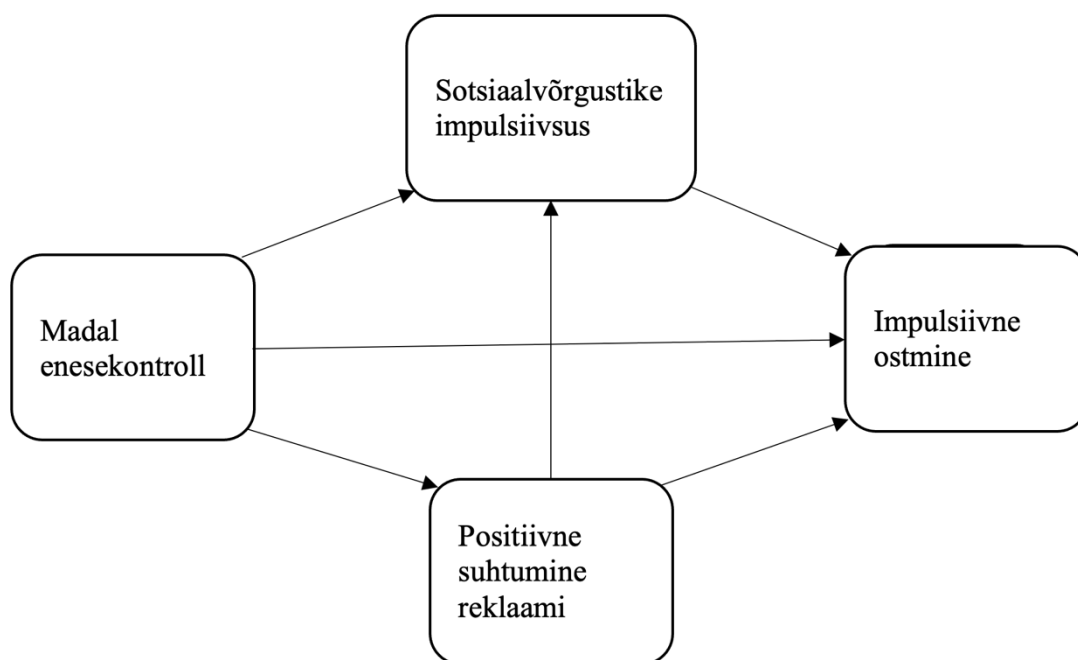 Sotsiaalvõrgustike
impulsiivsus
Madal
enesekontroll
Impulsiivne
ostmine
Positiivne
suhtumine
reklaami